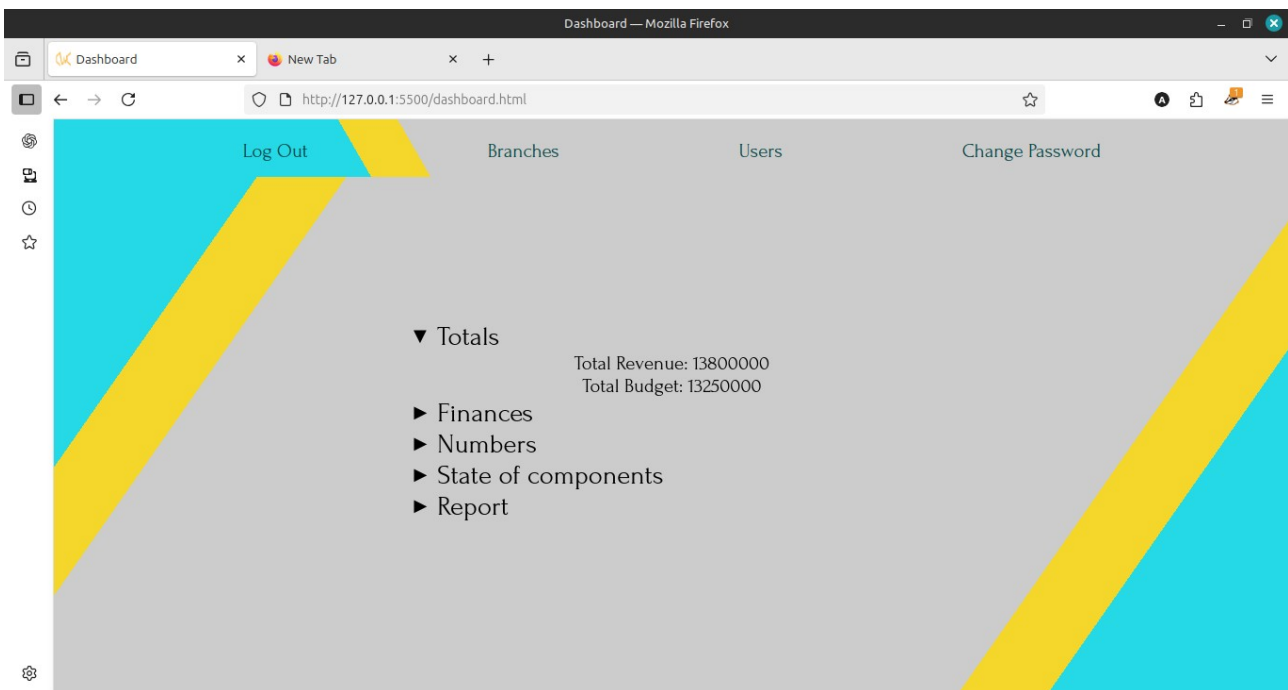 Dashboard — Mozilla Firefox
Dashboard New Tab
http://127.0.0.1:5500/dashboard.html
Log Out Branches Users Change Password
Totals
Total Revenue: 13800000
Total Budget: 13250000
Finances
Numbers
State of components
Report